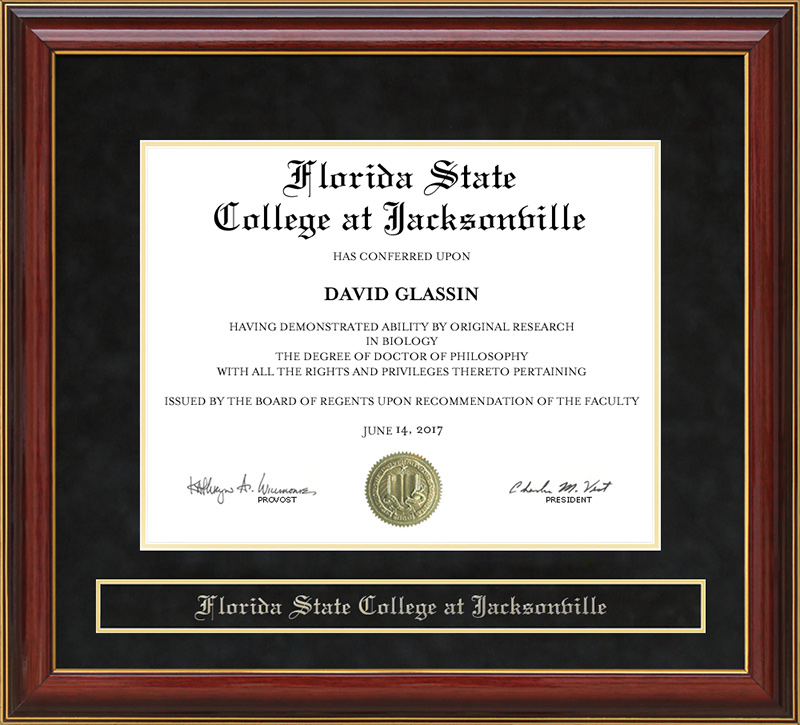 Florida State
College at Jacksonville
HAS CONFERRED UPON
DAVID GLASSIN
HAVING DEMONSTRATED ABILITY BY ORIGINAL RESEARCH
IN BIOLOGY
THE DEGREE OF DOCTOR OF PHILOSOPHY
WITH ALL THE RIGHTS AND PRIVILEGES THERETO PERTAINING
ISSUED BY THE BOARD OF REGENTS UPON RECOMMENDATION OF THE FACULTY
JUNE 14, 2017
PROVOST
Charles M. Vest
PRESIDENT
Florida State College at Jacksonville